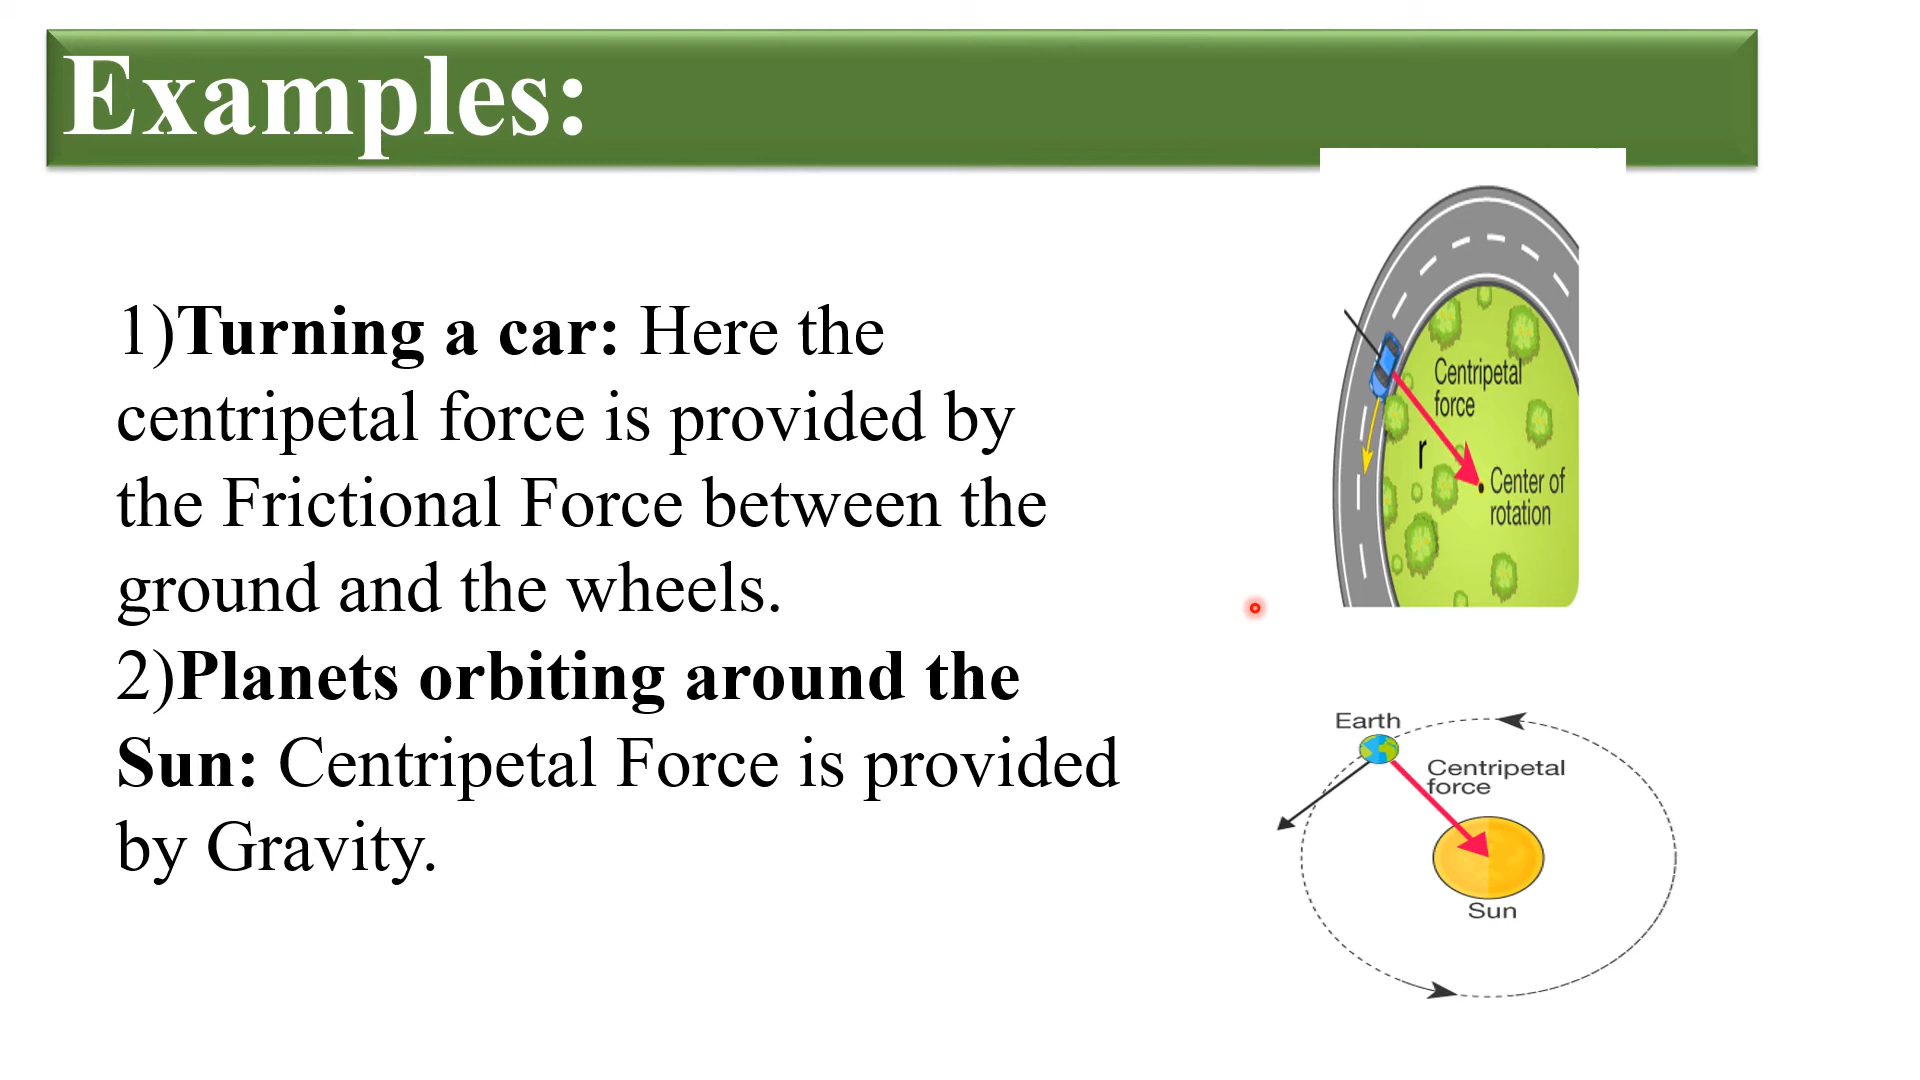 Examples:
1)Turning a car: Here the
centripetal force is provided by
the Frictional Force between the
ground and the wheels.
2)Planets orbiting around the
Sun: Centripetal Force is provided
by Gravity.
Centripetal
force
r
Center of
rotation
Earth
Centripetal
force
Sun